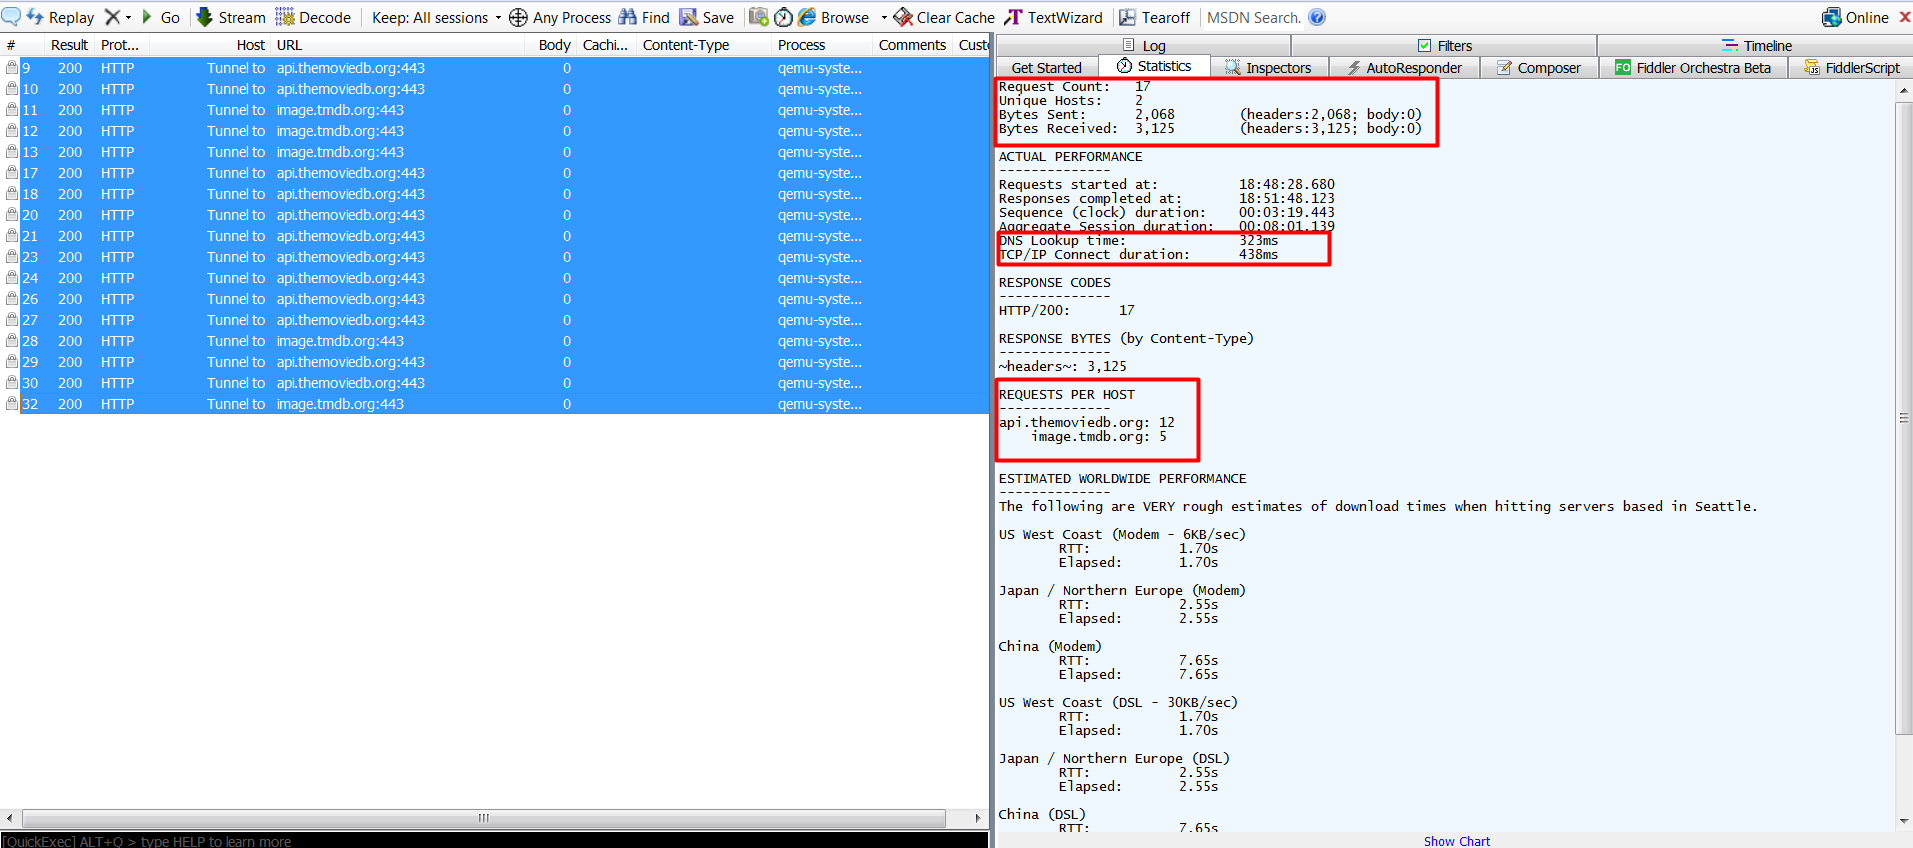 Replay Go Stream Decode Keep: All sessions Any Process Find Save Browse Clear Cache TextWizard Tearoff MSDN Search. Online
# Result Prot... Host URL Body Cachi... Content-Type Process Comments Custo
9 200 HTTP Tunnel to api.themoviedb.org:443 0 qemu-syste...
10 200 HTTP Tunnel to api.themoviedb.org:443 0 qemu-syste...
11 200 HTTP Tunnel to image.tmdb.org:443 0 qemu-syste...
12 200 HTTP Tunnel to image.tmdb.org:443 0 qemu-syste...
13 200 HTTP Tunnel to image.tmdb.org:443 0 qemu-syste...
17 200 HTTP Tunnel to api.themoviedb.org:443 0 qemu-syste...
18 200 HTTP Tunnel to api.themoviedb.org:443 0 qemu-syste...
20 200 HTTP Tunnel to api.themoviedb.org:443 0 qemu-syste...
21 200 HTTP Tunnel to api.themoviedb.org:443 0 qemu-syste...
23 200 HTTP Tunnel to api.themoviedb.org:443 0 qemu-syste...
24 200 HTTP Tunnel to api.themoviedb.org:443 0 qemu-syste...
26 200 HTTP Tunnel to api.themoviedb.org:443 0 qemu-syste...
27 200 HTTP Tunnel to api.themoviedb.org:443 0 qemu-syste...
28 200 HTTP Tunnel to image.tmdb.org:443 0 qemu-syste...
29 200 HTTP Tunnel to api.themoviedb.org:443 0 qemu-syste...
30 200 HTTP Tunnel to api.themoviedb.org:443 0 qemu-syste...
32 200 HTTP Tunnel to image.tmdb.org:443 0 qemu-syste...
[QuickExec] ALT+Q > type HELP to learn more
Log Filters Timeline
Get Started Statistics Inspectors AutoResponder Composer FO Fiddler Orchestra Beta FiddlerScript
Request Count: 17
Unique Hosts: 2
Bytes Sent: 2,068 (headers:2,068; body:0)
Bytes Received: 3,125 (headers:3,125; body:0)
ACTUAL PERFORMANCE
--------------
Requests started at: 18:48:28.680
Responses completed at: 18:51:48.123
Sequence (clock) duration: 00:03:19.443
Aggregate Session duration: 00:08:01.139
DNS Lookup time: 323ms
TCP/IP Connect duration: 438ms
RESPONSE CODES
--------------
HTTP/200: 17
RESPONSE BYTES (by Content-Type)
--------------
~headers~: 3,125
REQUESTS PER HOST
--------------
api.themoviedb.org: 12
image.tmdb.org: 5
ESTIMATED WORLDWIDE PERFORMANCE
--------------
The following are VERY rough estimates of download times when hitting servers based in Seattle.
US West Coast (Modem - 6KB/sec)
RTT: 1.70s
Elapsed: 1.70s
Japan / Northern Europe (Modem)
RTT: 2.55s
Elapsed: 2.55s
China (Modem)
RTT: 7.65s
Elapsed: 7.65s
US West Coast (DSL - 30KB/sec)
RTT: 1.70s
Elapsed: 1.70s
Japan / Northern Europe (DSL)
RTT: 2.55s
Elapsed: 2.55s
China (DSL)
RTT: 7.65s
Show Chart